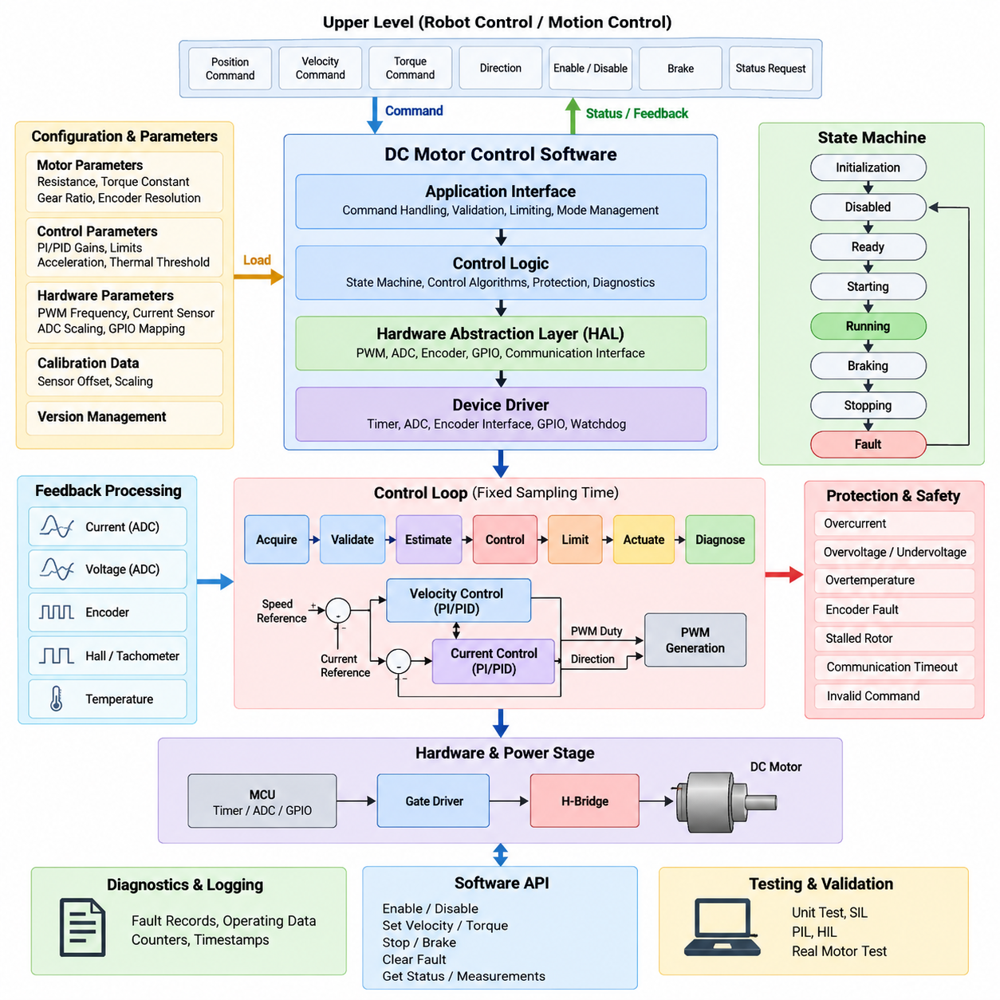 Upper Level (Robot Control / Motion Control)
Position
Command
Velocity
Command
Torque
Command
Direction
Enable / Disable
Brake
Status Request
Command
Status / Feedback
Configuration & Parameters
Motor Parameters
Resistance, Torque Constant
Gear Ratio, Encoder Resolution
Control Parameters
PI/PID Gains, Limits
Acceleration, Thermal Threshold
Hardware Parameters
PWM Frequency, Current Sensor
ADC Scaling, GPIO Mapping
Calibration Data
Sensor Offset, Scaling
Version Management
Load
DC Motor Control Software
Application Interface
Command Handling, Validation, Limiting, Mode Management
Control Logic
State Machine, Control Algorithms, Protection, Diagnostics
Hardware Abstraction Layer (HAL)
PWM, ADC, Encoder, GPIO, Communication Interface
Device Driver
Timer, ADC, Encoder Interface, GPIO, Watchdog
State Machine
Initialization
Disabled
Ready
Starting
Running
Braking
Stopping
Fault
Feedback Processing
Current (ADC)
Voltage (ADC)
Encoder
Hall / Tachometer
Temperature
Control Loop (Fixed Sampling Time)
Acquire
Validate
Estimate
Control
Limit
Actuate
Diagnose
Speed
Reference
+
-
-
Velocity Control
(PI/PID)
Current
Reference
-
-
Current Control
(PI/PID)
PWM Duty
Direction
PWM
Generation
Protection & Safety
Overcurrent
Overvoltage / Undervoltage
Overtemperature
Encoder Fault
Stalled Rotor
Communication Timeout
Invalid Command
Hardware & Power Stage
MCU
Timer / ADC / GPIO
Gate Driver
H-Bridge
DC Motor
Diagnostics & Logging
Fault Records, Operating Data
Counters, Timestamps
Software API
Enable / Disable
Set Velocity / Torque
Stop / Brake
Clear Fault
Get Status / Measurements
Testing & Validation
Unit Test, SIL
PIL, HIL
Real Motor Test